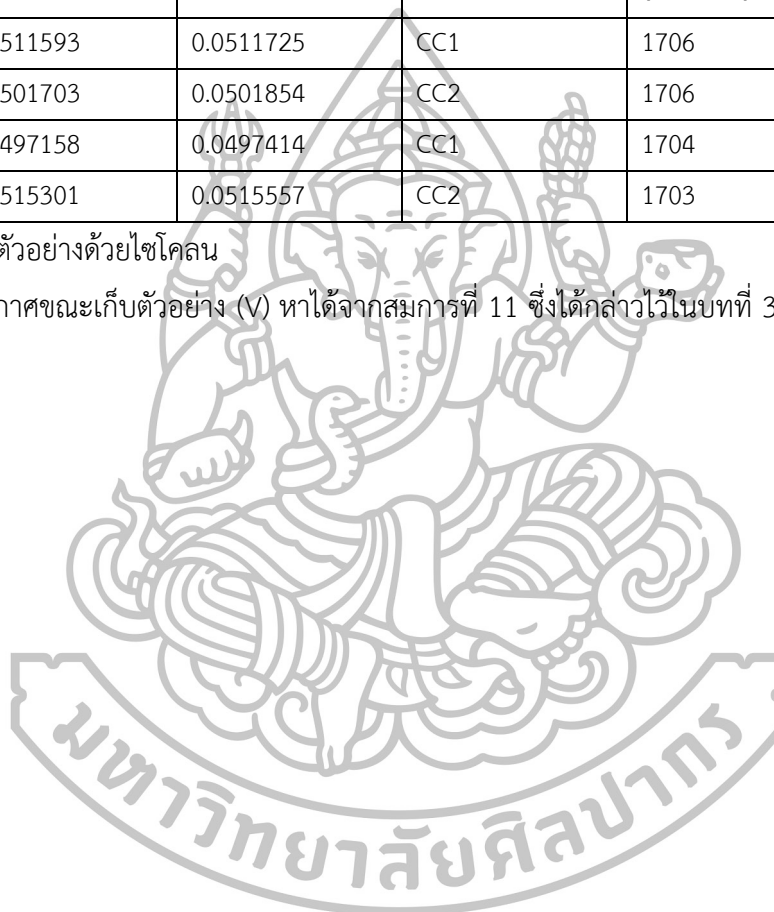 511593 0.0511725 CC1 1706
501703 0.0501854 CC2 1706
497158 0.0497414 CC1 1704
515301 0.0515557 CC2 1703
ตัวอย่างด้วยไซโคลน
กาศขณะเก็บตัวอย่าง (V) หาได้จากสมการที่ 11 ซึ่งได้กล่าวไว้ในบทที่ 3
มหาวิทยาลัยศิลปากร